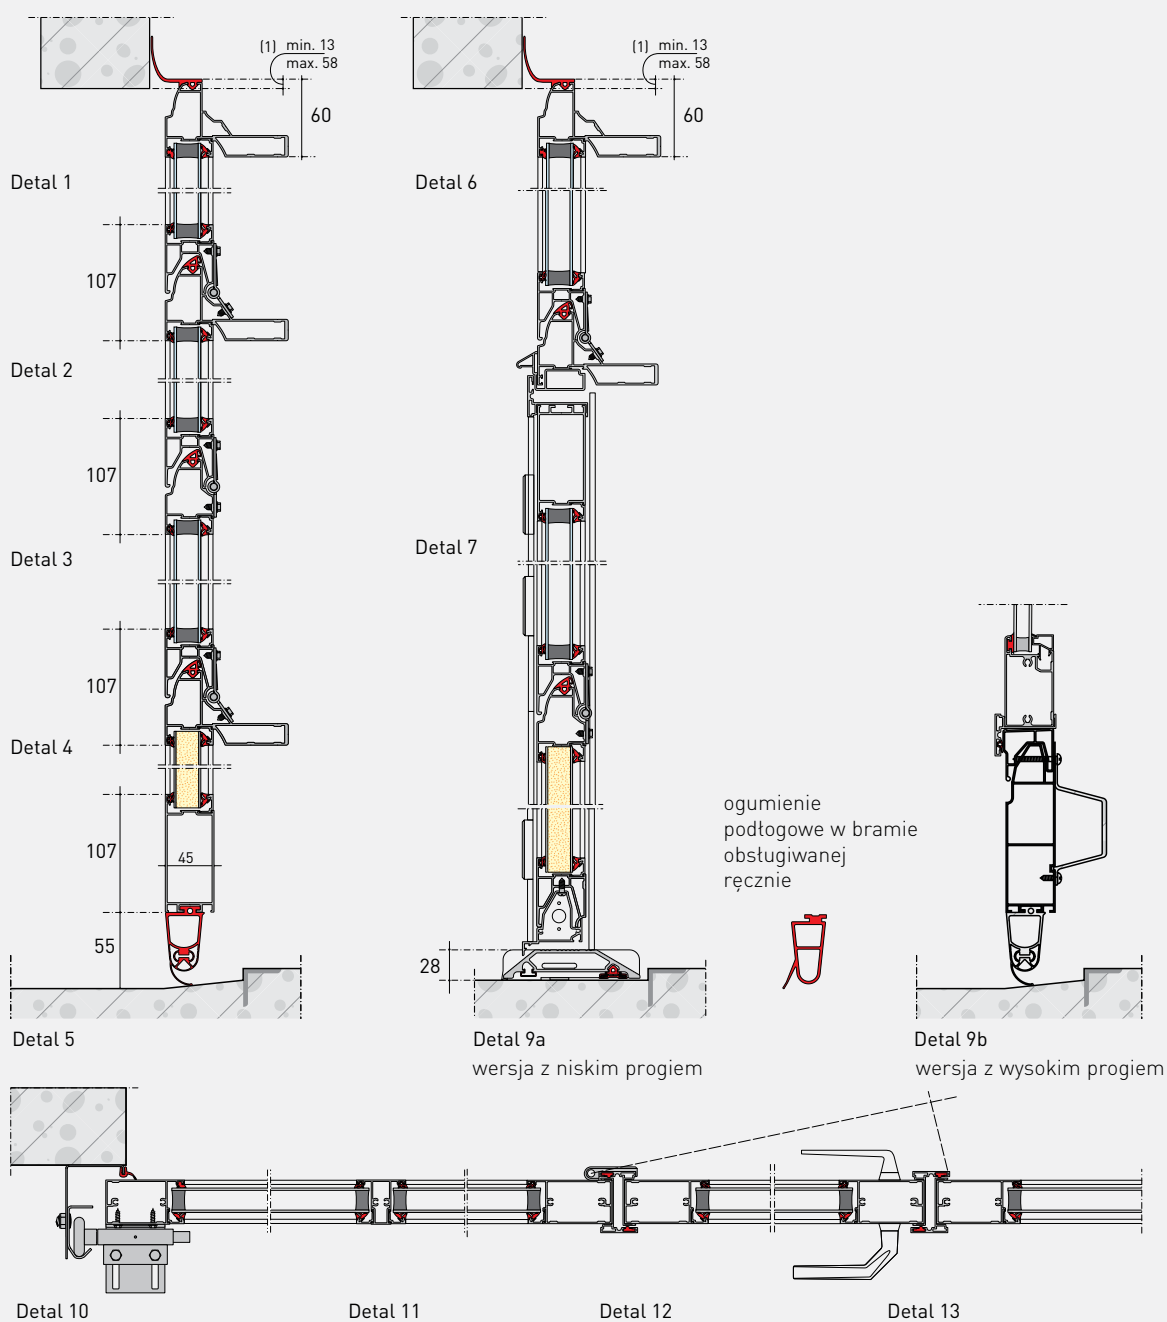 (1) min. 13
max. 58
60
Detal 1
107
Detal 2
107
Detal 3
107
Detal 4
107
45
55
Detal 5
(1) min. 13
max. 58
60
Detal 6
Detal 7
28
Detal 9a
wersja z niskim progiem
ogumienie
podłogowe w bramie
obsługiwanej
ręcznie
Detal 9b
wersja z wysokim progiem
Detal 10
Detal 11
Detal 12
Detal 13